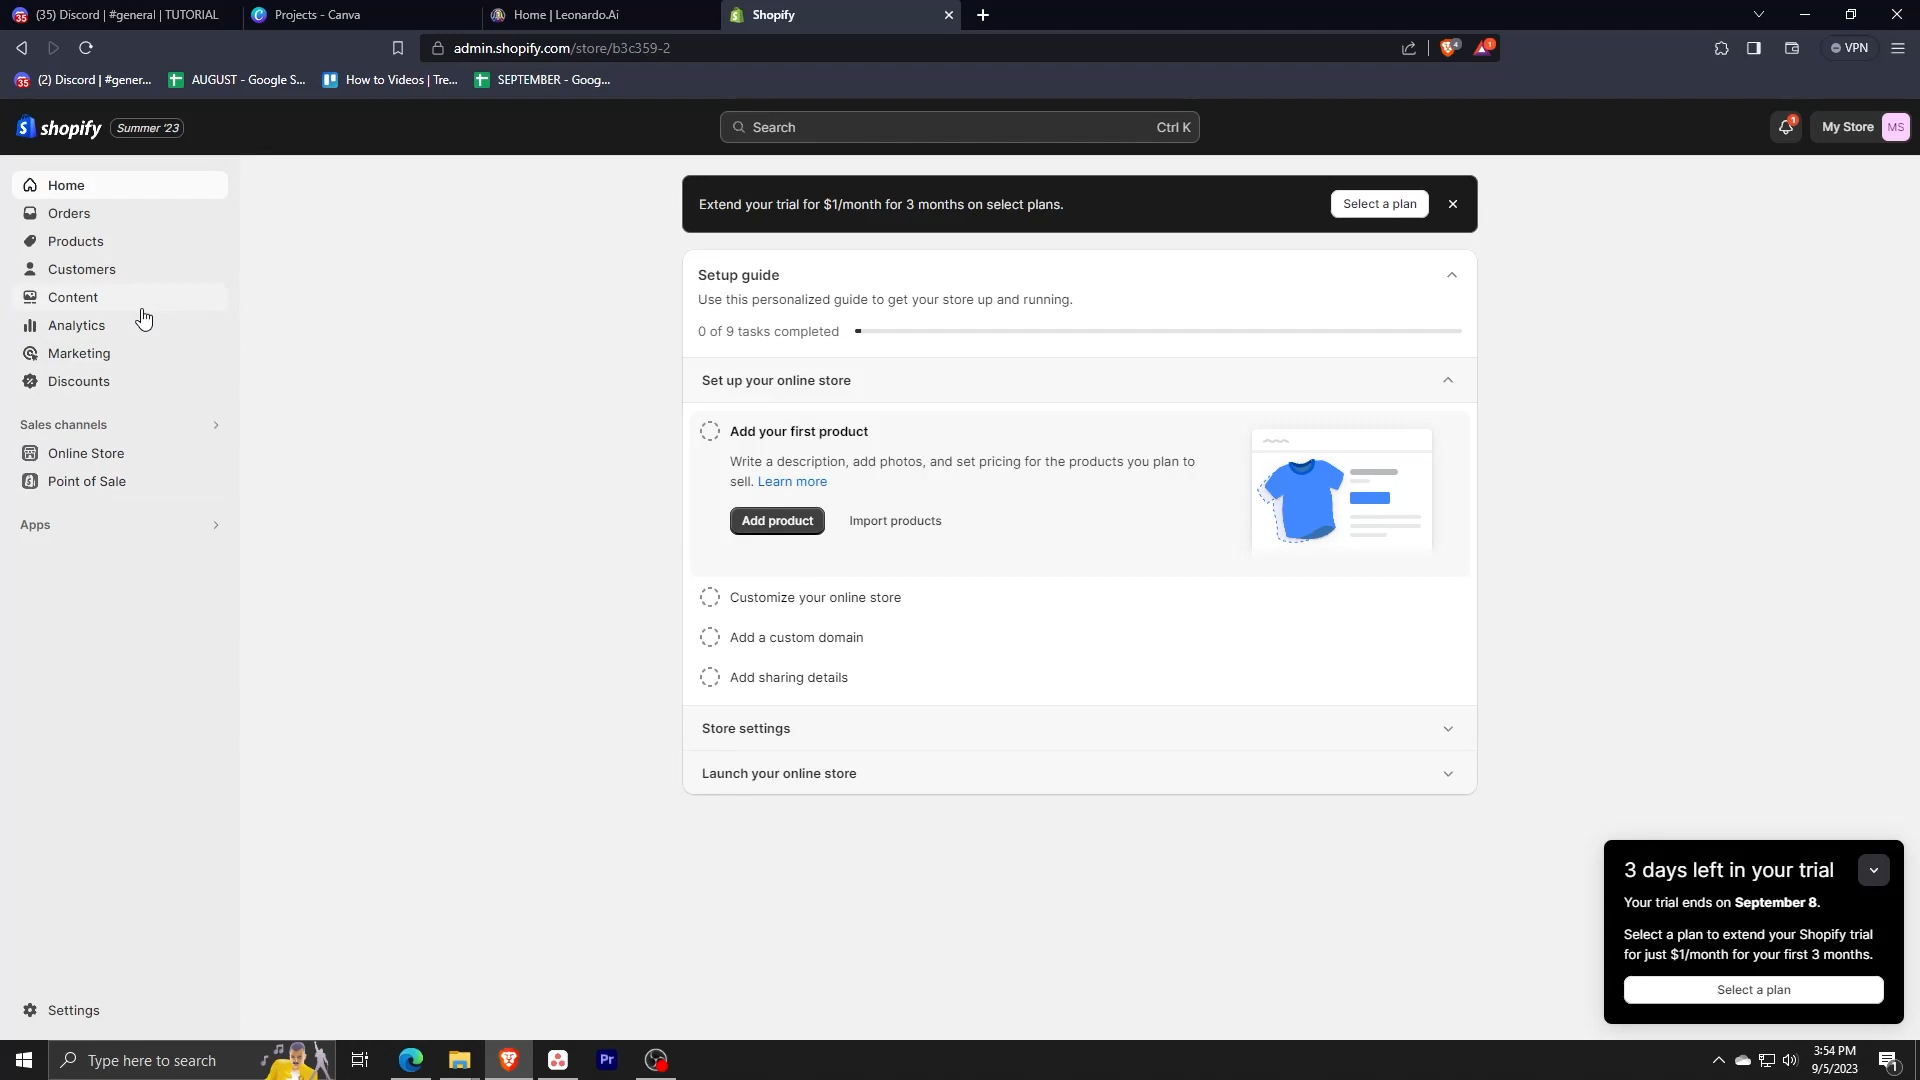 (35) Discord | #general | TUTORIAL
Projects - Canva
Home | Leonardo.Ai
Shopify
admin.shopify.com/store/b3c359-2
VPN
(2) Discord | #gener...
AUGUST - Google S...
How to Videos | Tre...
SEPTEMBER - Goog...
shopify
Summer '23
Search
Ctrl K
1
My Store
MS
Home
Orders
Products
Customers
Content
Analytics
Marketing
Discounts
Sales channels
Online Store
Point of Sale
Apps
Settings
Extend your trial for $1/month for 3 months on select plans.
Select a plan
Setup guide
Use this personalized guide to get your store up and running.
0 of 9 tasks completed
Set up your online store
Add your first product
Write a description, add photos, and set pricing for the products you plan to
sell. Learn more
Add product
Import products
Customize your online store
Add a custom domain
Add sharing details
Store settings
Launch your online store
3 days left in your trial
Your trial ends on September 8.
Select a plan to extend your Shopify trial
for just $1/month for your first 3 months.
Select a plan
Type here to search
Pr
3:54 PM
9/5/2023
1